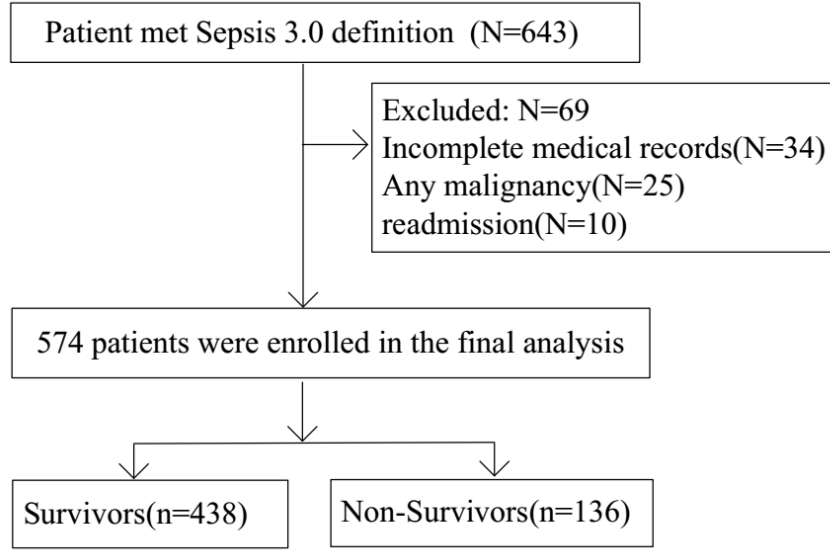 Patient met Sepsis 3.0 definition (N=643)
Excluded: N=69
Incomplete medical records(N=34)
Any malignancy(N=25)
readmission(N=10)
574 patients were enrolled in the final analysis
Survivors(n=438)
Non-Survivors(n=136)